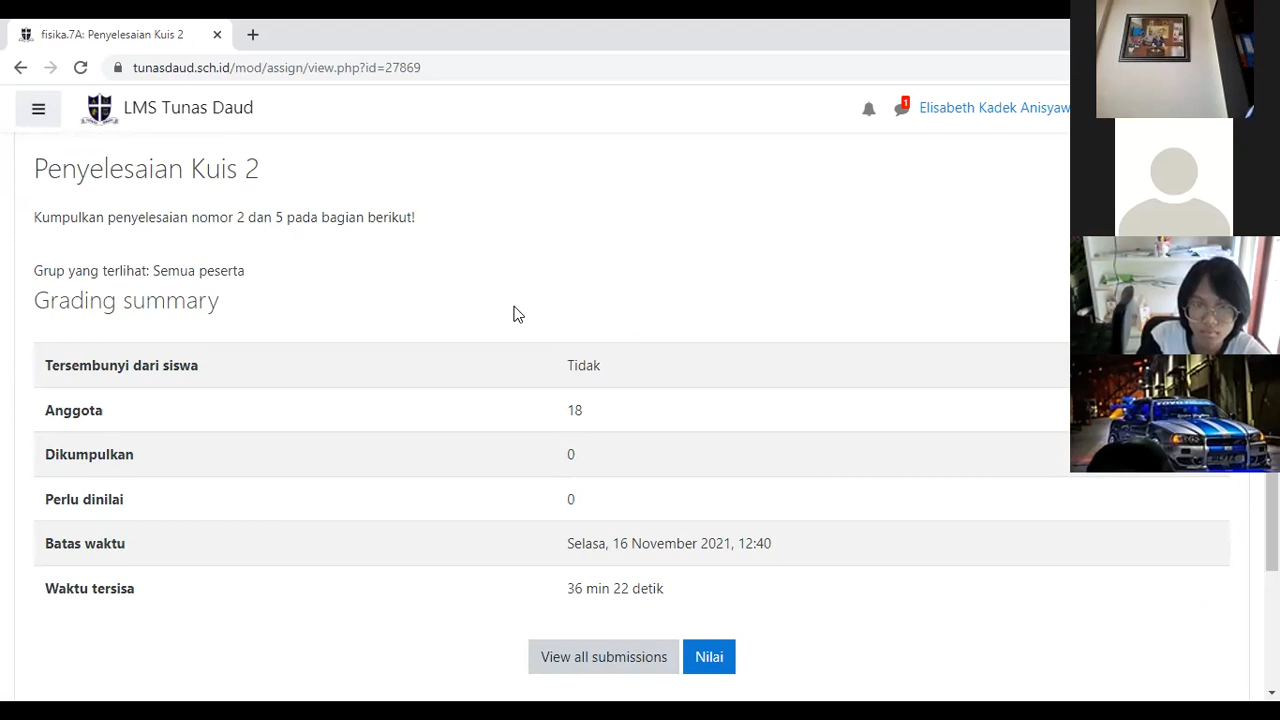 fisika.7A: Penyelesaian Kuis 2
tunasdaud.sch.id/mod/assign/view.php?id=27869
LMS Tunas Daud
1
Elisabeth Kadek Anisyaw
Penyelesaian Kuis 2
Kumpulkan penyelesaian nomor 2 dan 5 pada bagian berikut!
Grup yang terlihat: Semua peserta
Grading summary
Tersembunyi dari siswa Tidak
Anggota 18
Dikumpulkan 0
Perlu dinilai 0
Batas waktu Selasa, 16 November 2021, 12:40
Waktu tersisa 36 min 22 detik
View all submissions Nilai